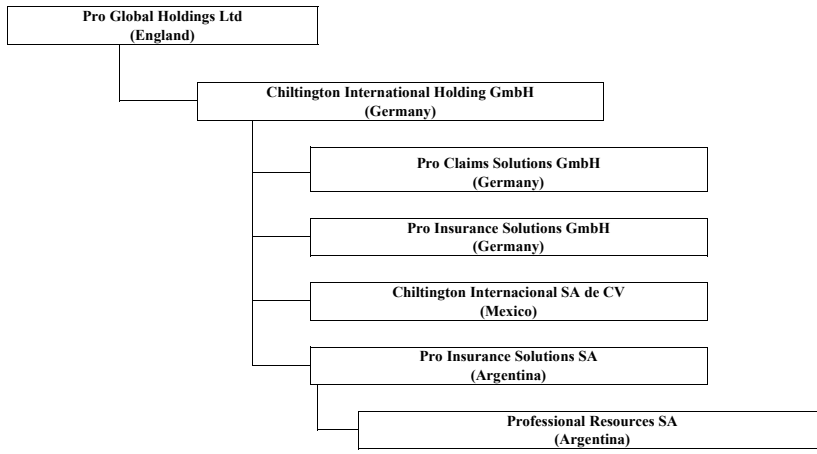 Pro Global Holdings Ltd
(England)
Chiltington International Holding GmbH
(Germany)
Pro Claims Solutions GmbH
(Germany)
Pro Insurance Solutions GmbH
(Germany)
Chiltington Internacional SA de CV
(Mexico)
Pro Insurance Solutions SA
(Argentina)
Professional Resources SA
(Argentina)